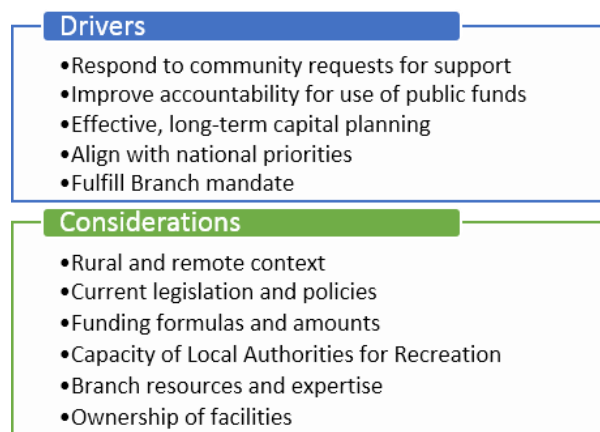 Drivers
•Respond to community requests for support
•Improve accountability for use of public funds
•Effective, long-term capital planning
•Align with national priorities
•Fulfill Branch mandate
Considerations
•Rural and remote context
•Current legislation and policies
•Funding formulas and amounts
•Capacity of Local Authorities for Recreation
•Branch resources and expertise
•Ownership of facilities